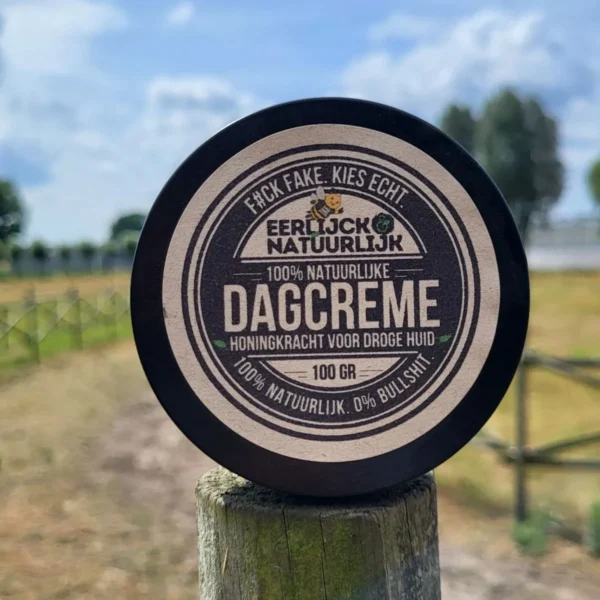 F#CK FAKE. KIES ECHT.
EERLIJCK &
NATUURLIJK
100% NATUURLIJKE
DAGCREME
HONINGKRACHT VOOR DROGE HUID
100 GR
100% NATUURLIJK. 0% BULLSHIT.